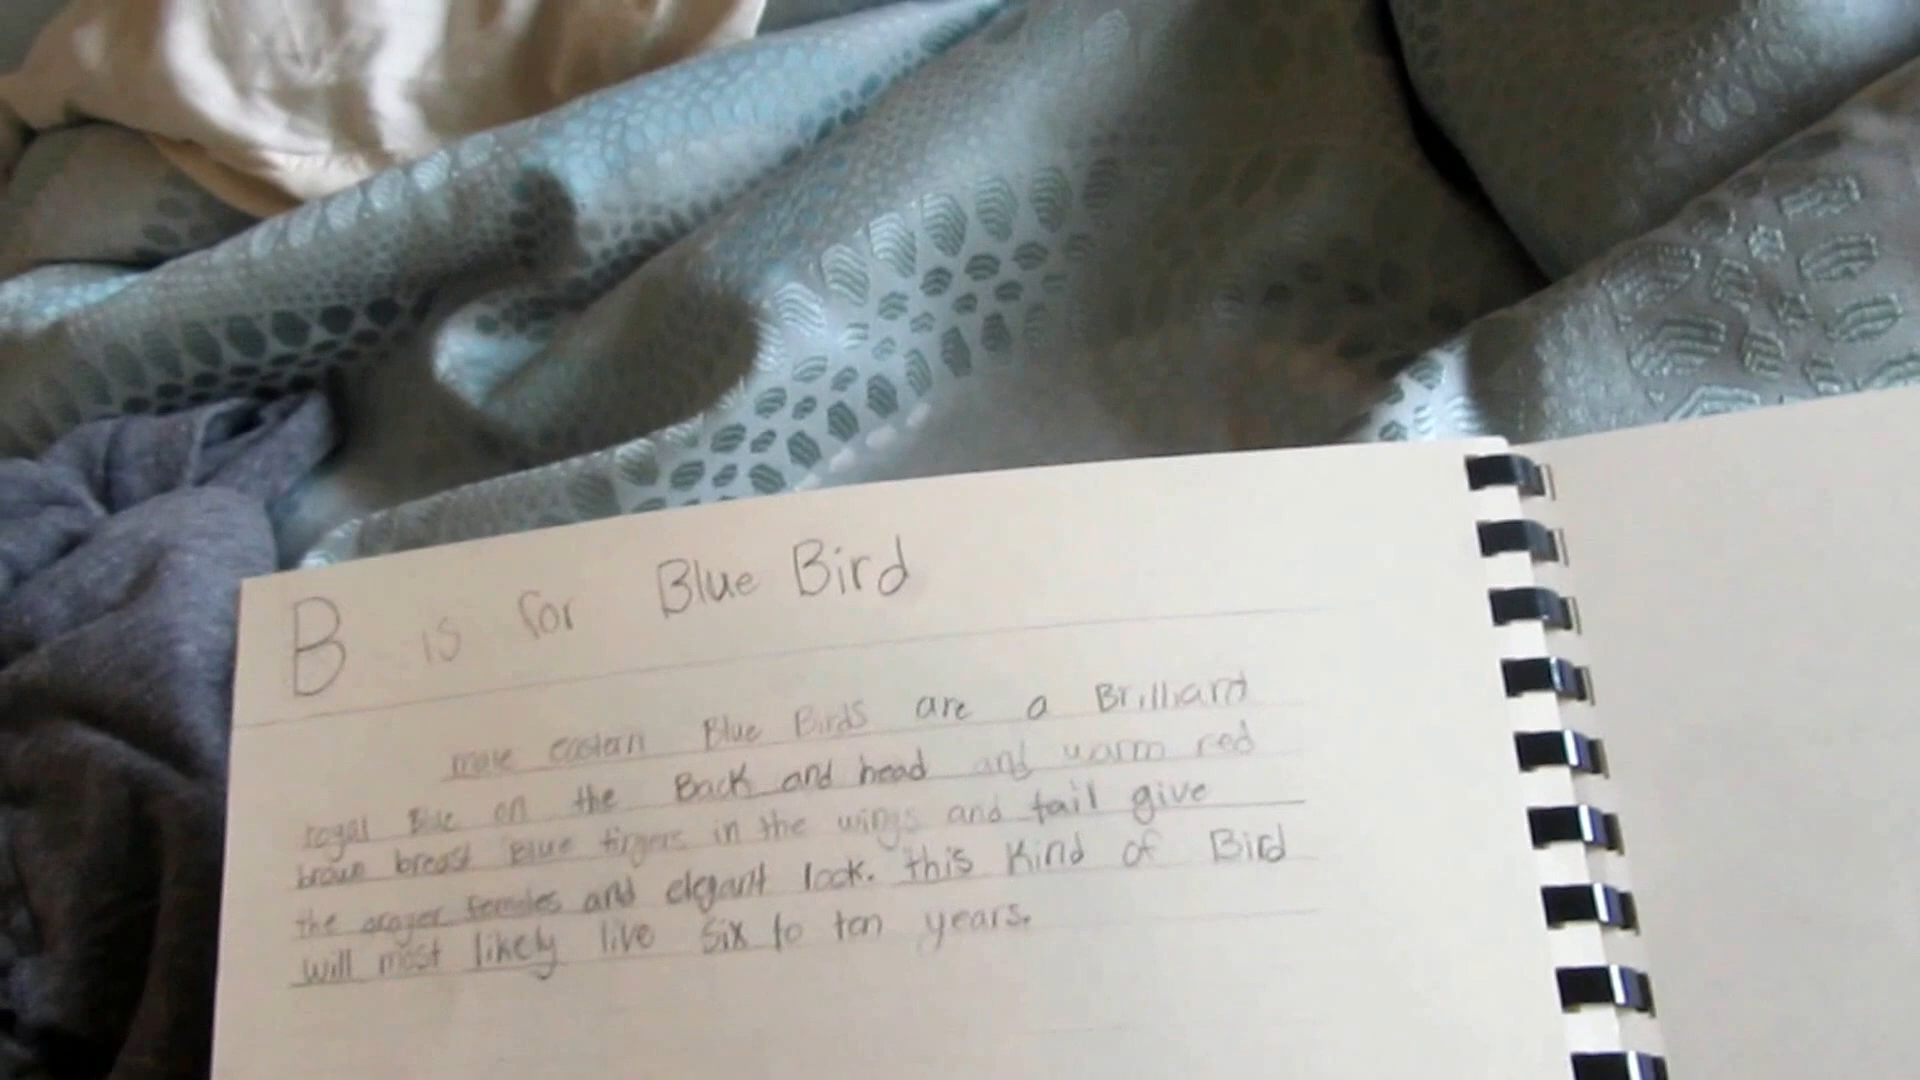 B is for Blue Bird
male eastern Blue Birds are a Brilliant
royal Blue on the Back and head and warm red
brown breast Blue tingers in the wings and tail give
the grayer females and elegant look. this Kind of Bird
will most likely live six to ten years.